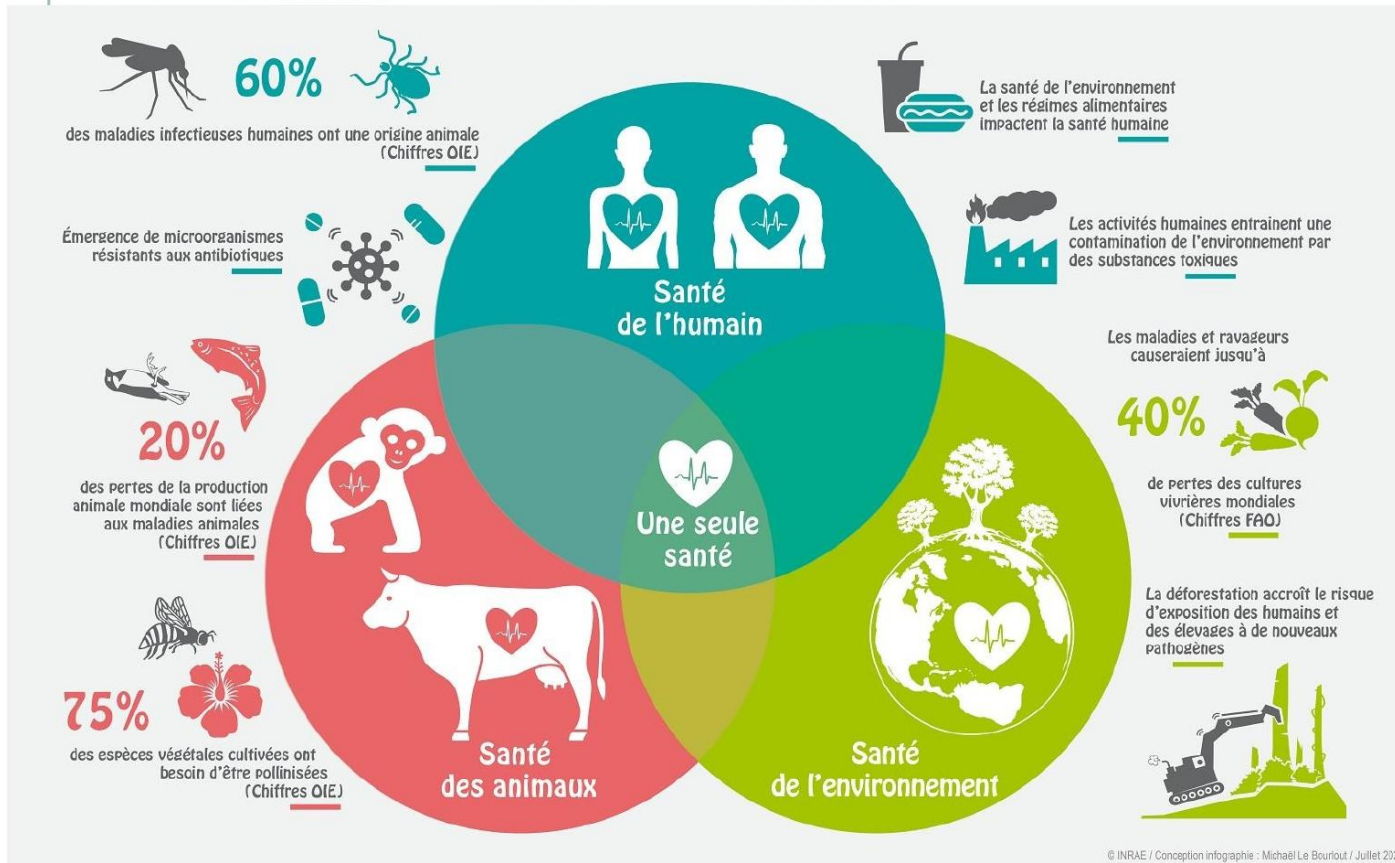 60%
des maladies infectieuses humaines ont une origine animale
(Chiffres OIE)
Émergence de microorganismes
résistants aux antibiotiques
20%
des pertes de la production
animale mondiale sont liées
aux maladies animales
(Chiffres OIE)
75%
des espèces végétales cultivées ont
besoin d'être pollinisées
(Chiffres OIE)
Santé
de l'humain
Une seule
santé
Santé
des animaux
Santé
de l'environnement
La santé de l'environnement
et les régimes alimentaires
impactent la santé humaine
Les activités humaines entrainent une
contamination de l'environnement par
des substances toxiques
Les maladies et ravageurs
causeraient jusqu'à
40%
de pertes des cultures
vivrières mondiales
(Chiffres FAO)
La déforestation accroît le risque
d'exposition des humains et
des élevages à de nouveaux
pathogènes
© INRAE / Conception infographie : Michaël Le Bourlout / Juillet